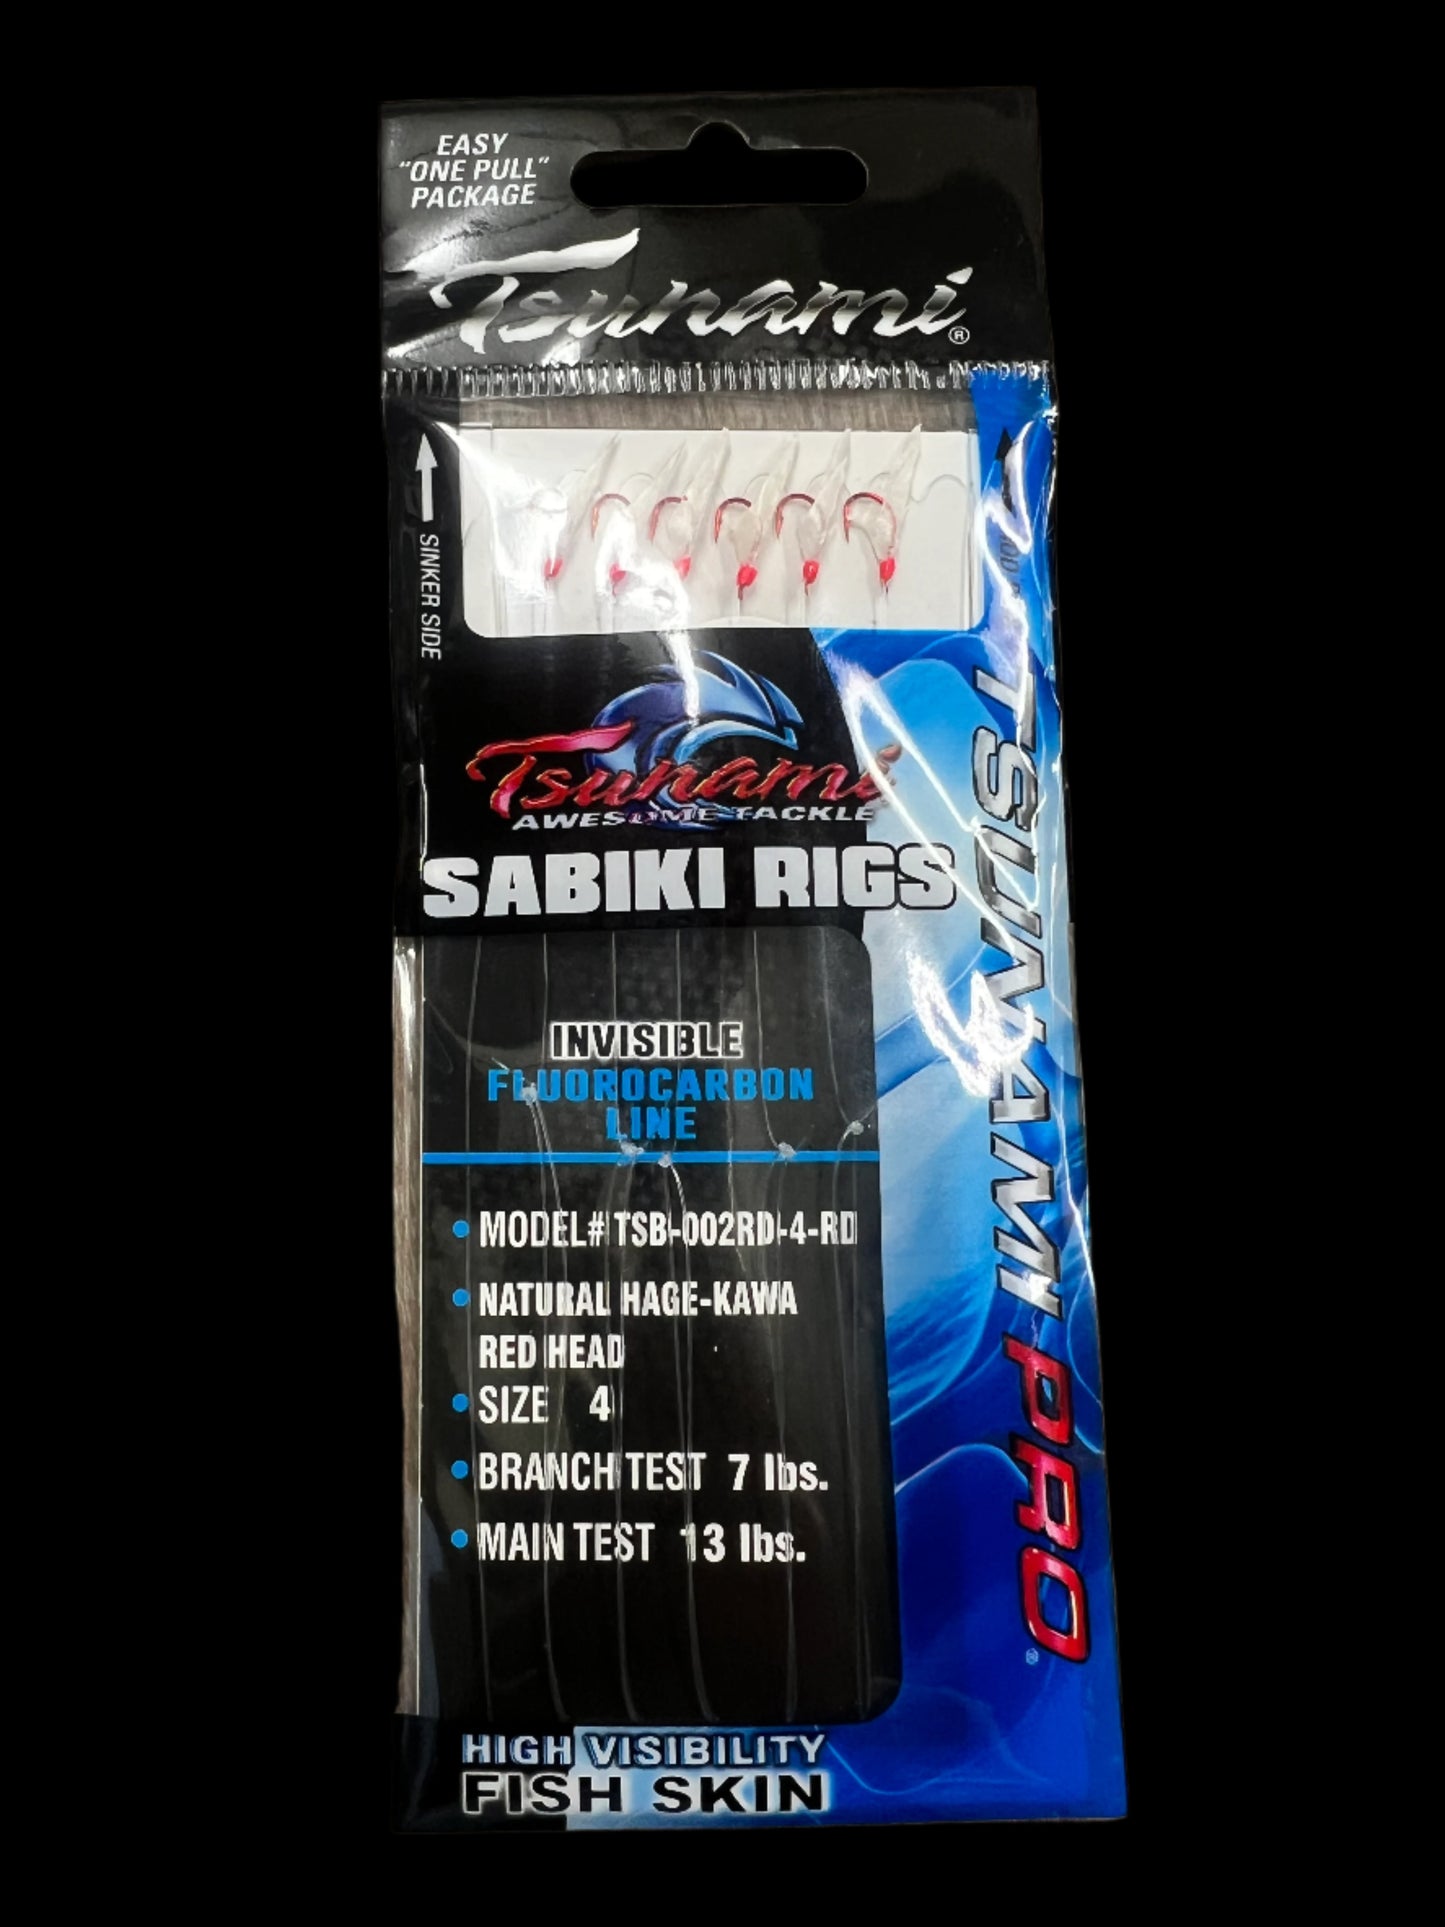 EASY
"ONE PULL"
PACKAGE
Tsunami®
SINKER SIDE
Tsunami
AWESOME TACKLE
SABIKI RIGS
TSUNAMI PRO®
INVISIBLE
FLUOROCARBON
LINE
MODEL# TSB-002RD-4-RD
NATURAL HAGE-KAWA
RED HEAD
SIZE 4
BRANCH TEST 7 lbs.
MAIN TEST 13 lbs.
HIGH VISIBILITY
FISH SKIN